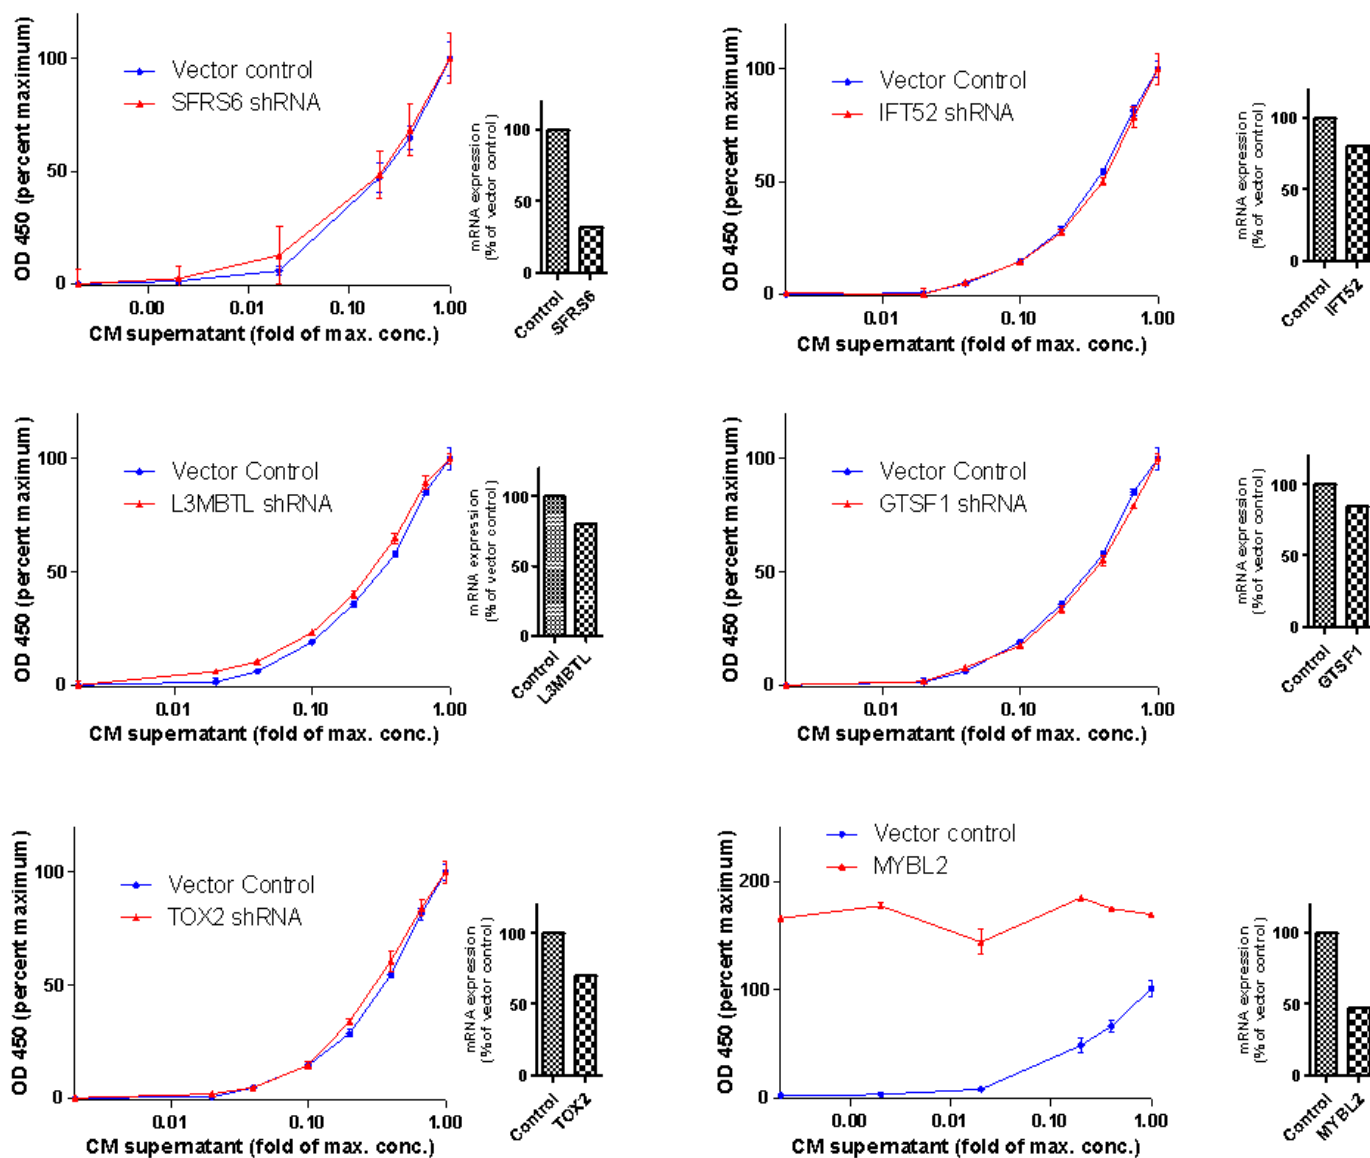 OD 450 (percent maximum)
100
50
0
Vector control
SFRS6 shRNA
0.00 0.10 0.01 1.00
CM supernatant (fold of max. conc.)
mRNA expression
(% of vector control)
100
50
0
Control
SFRS6
OD 450 (percent maximum)
100
50
0
Vector control
IFT52 shRNA
0.01 0.10 1.00
CM supernatant (fold of max. conc.)
mRNA expression
(% of vector control)
100
50
0
Control
IFT52
OD 450 (percent maximum)
100
50
0
Vector Control
L3MBTL shRNA
0.01 0.10 1.00
CM supernatant (fold of max. conc.)
mRNA expression
(% of vector control)
100
50
0
Control
L3MBTL
OD 450 (percent maximum)
100
50
0
Vector Control
GTSF1 shRNA
0.01 0.10 1.00
CM supernatant (fold of max. conc.)
mRNA expression
(% of vector control)
100
50
0
Control
GTSF1
OD 450 (percent maximum)
100
50
0
Vector Control
TOX2 shRNA
0.01 0.10 1.00
CM supernatant (fold of max. conc.)
mRNA expression
(% of vector control)
100
50
0
Control
TOX2
OD 450 (percent maximum)
200
100
0
Vector control
MYBL2
0.00 0.01 0.10 1.00
CM supernatant (fold of max. conc.)
mRNA expression
(% of vector control)
100
50
0
Control
MYBL2